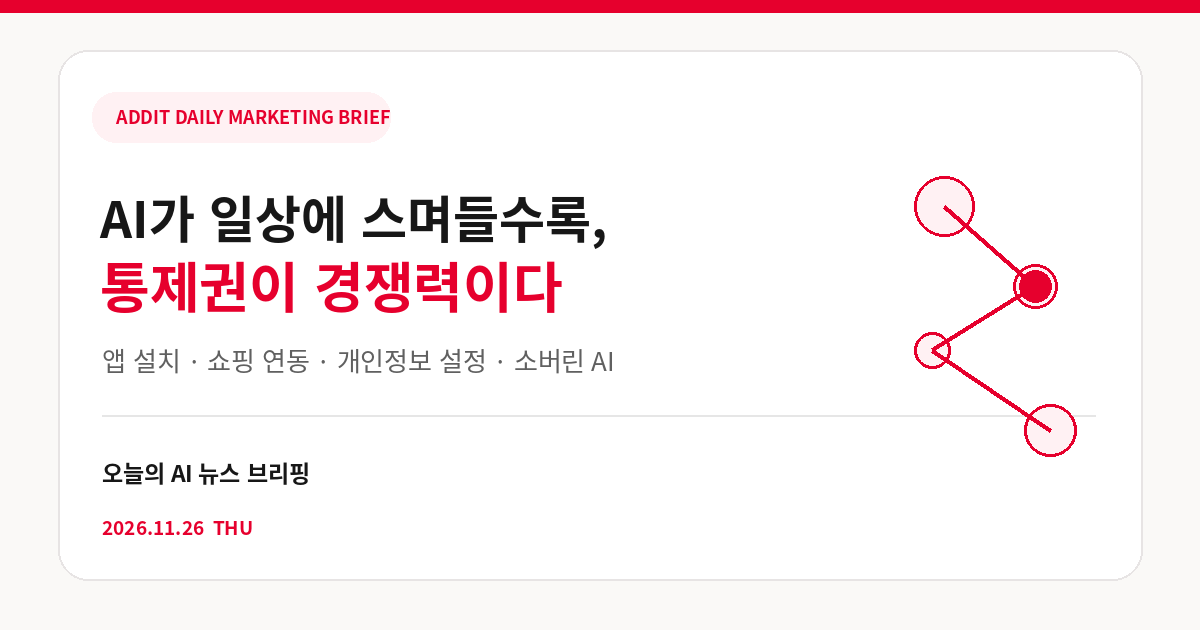 ADDIT DAILY MARKETING BRIEF
AI가 일상에 스며들수록,
통제권이 경쟁력이다
앱 설치 · 쇼핑 연동 · 개인정보 설정 · 소버린 AI
오늘의 AI 뉴스 브리핑
2026.11.26 THU